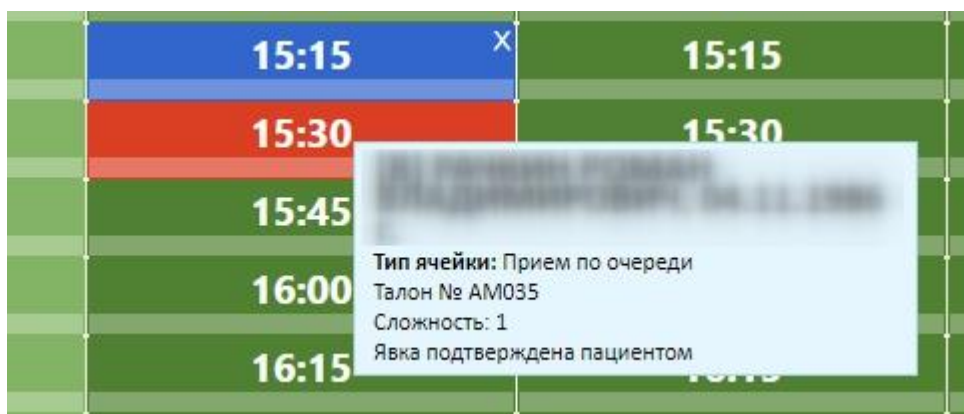 15:15 X 15:15
15:30 15:30
15:45
Тип ячейки: Прием по очереди
16:00 Талон № АМ035
Сложность: 1
16:15 Явка подтверждена пациентом